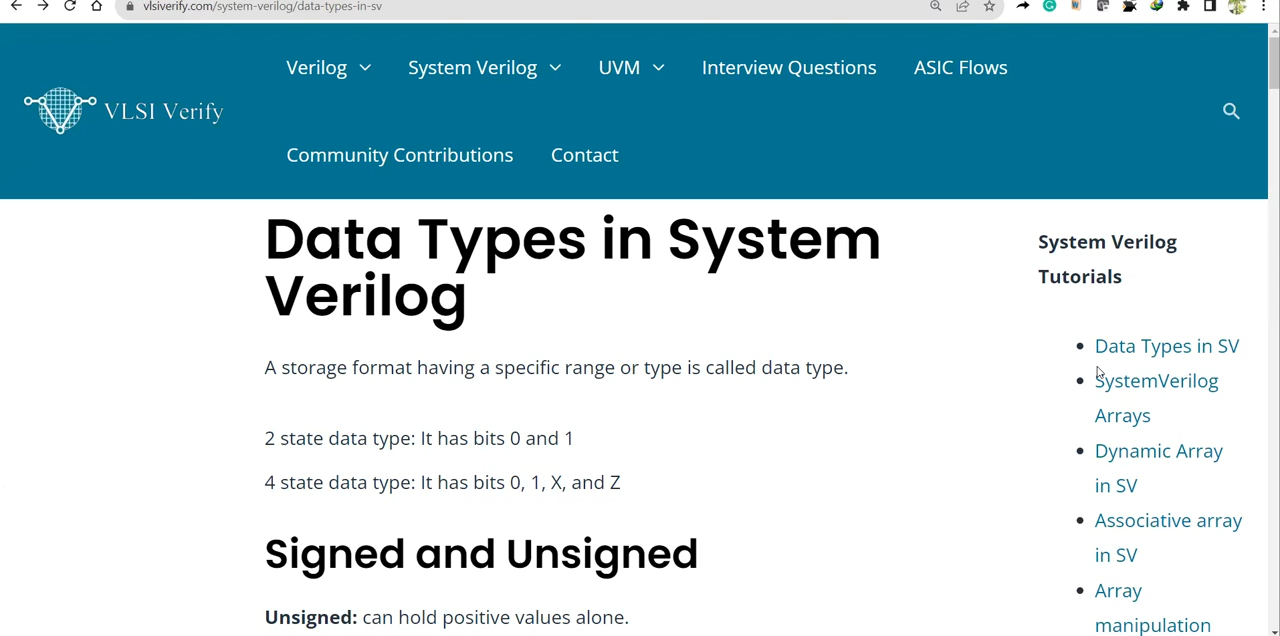 vlsiverify.com/system-verilog/data-types-in-sv
Verilog
System Verilog
UVM
Interview Questions
ASIC Flows
VLSI Verify
Community Contributions
Contact
Data Types in System
Verilog
A storage format having a specific range or type is called data type.
2 state data type: It has bits 0 and 1
4 state data type: It has bits 0, 1, X, and Z
Signed and Unsigned
Unsigned: can hold positive values alone.
System Verilog
Tutorials
Data Types in SV
SystemVerilog
Arrays
Dynamic Array
in SV
Associative array
in SV
Array
manipulation